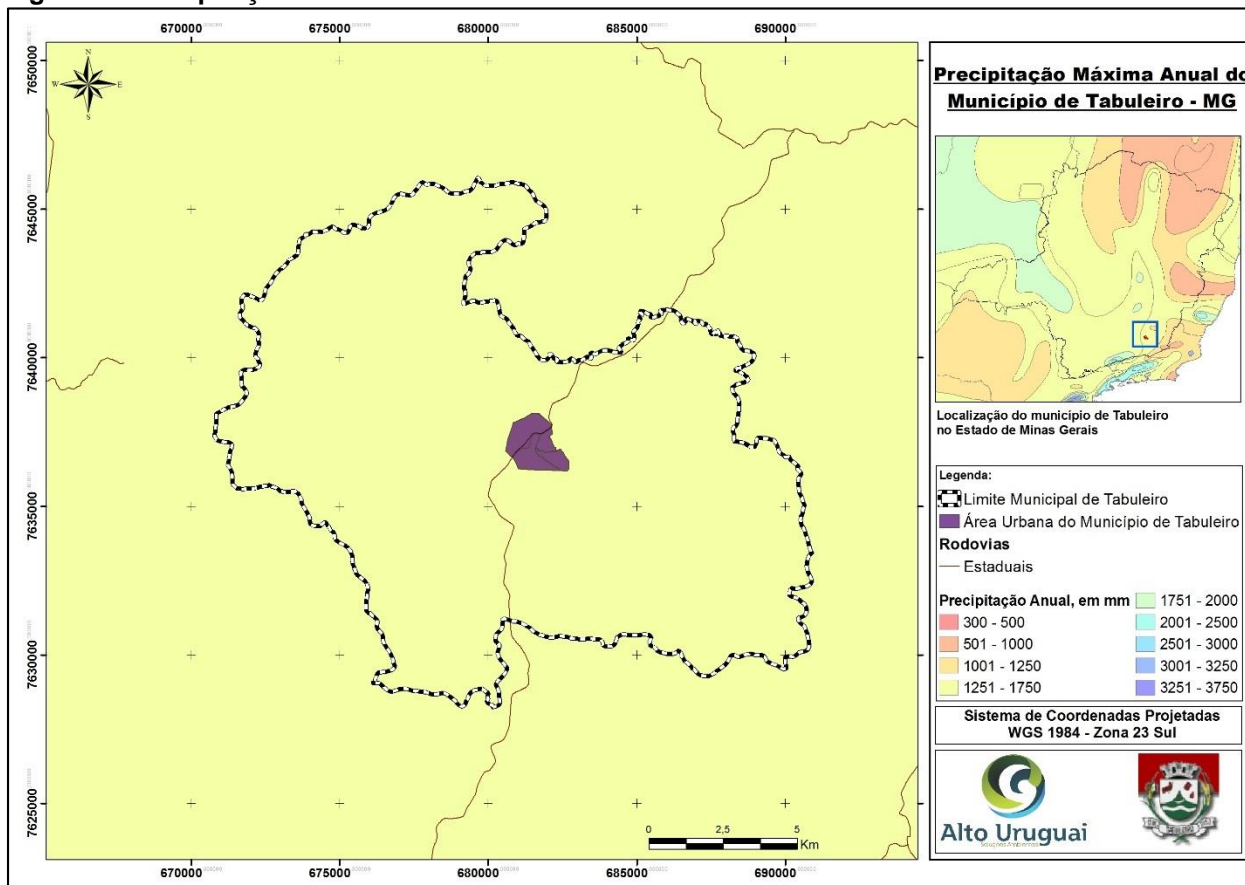 670000 675000 680000 685000 690000
7650000
7645000
7640000
7635000
7630000
7625000
N
W E
S
0 2,5 5
Km
670000 675000 680000 685000 690000
Precipitação Máxima Anual do
Município de Tabuleiro - MG
Localização do município de Tabuleiro
no Estado de Minas Gerais
Legenda:
Limite Municipal de Tabuleiro
Área Urbana do Município de Tabuleiro
Rodovias
Estaduais
Precipitação Anual, em mm
300 - 500
501 - 1000
1001 - 1250
1251 - 1750
1751 - 2000
2001 - 2500
2501 - 3000
3001 - 3250
3251 - 3750
Sistema de Coordenadas Projetadas
WGS 1984 - Zona 23 Sul
Alto Uruguai
Soluções Ambientais